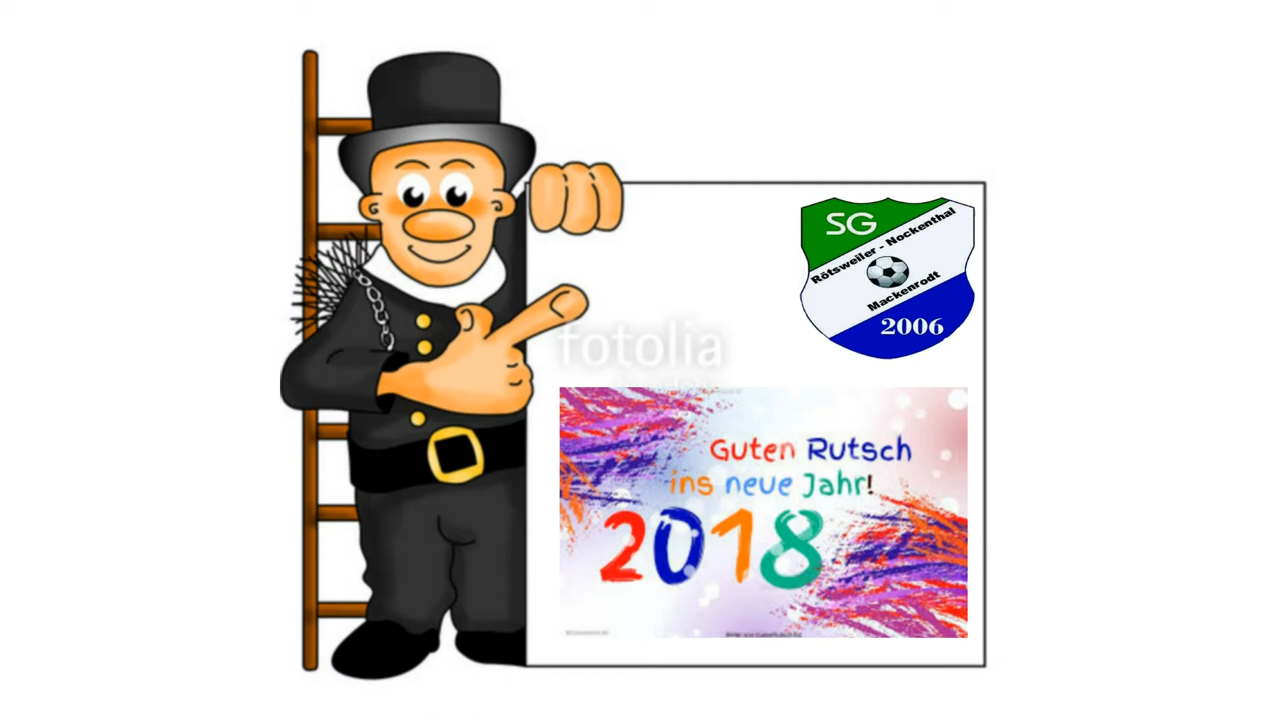 SG
Rötsweiler - Nockenthal
Mackenrodt
2006
fotolia
Guten Rutsch
ins neue Jahr!
2018